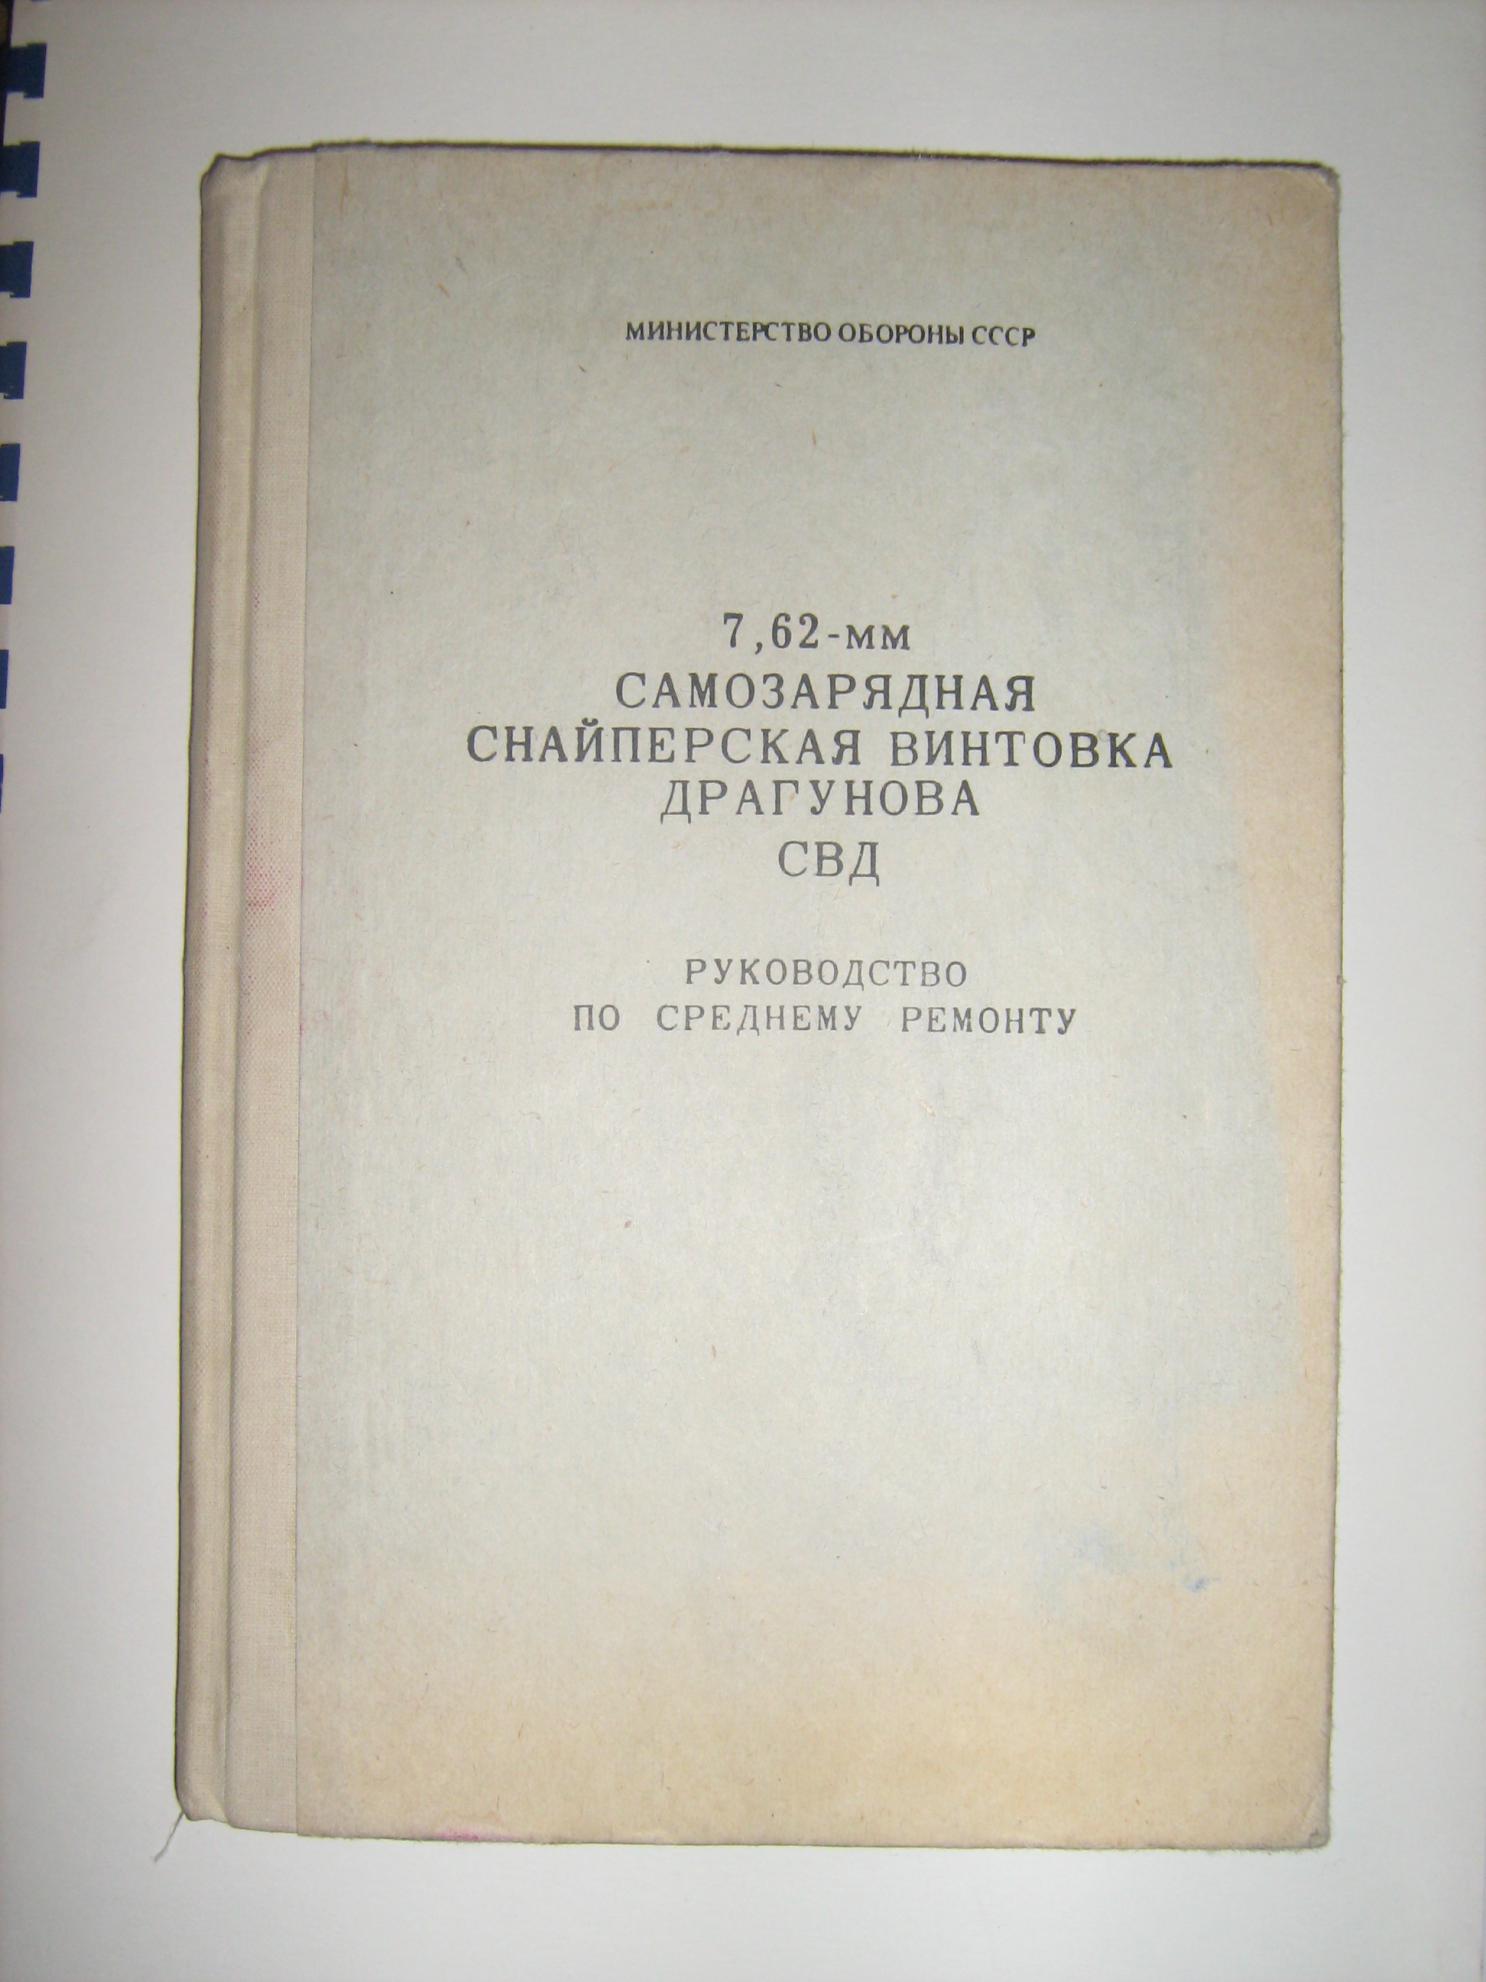 МИНИСТЕРСТВО ОБОРОНЫ СССР
7,62-мм
САМОЗАРЯДНАЯ
СНАЙПЕРСКАЯ ВИНТОВКА
ДРАГУНОВА
СВД
РУКОВОДСТВО
ПО СРЕДНЕМУ РЕМОНТУ